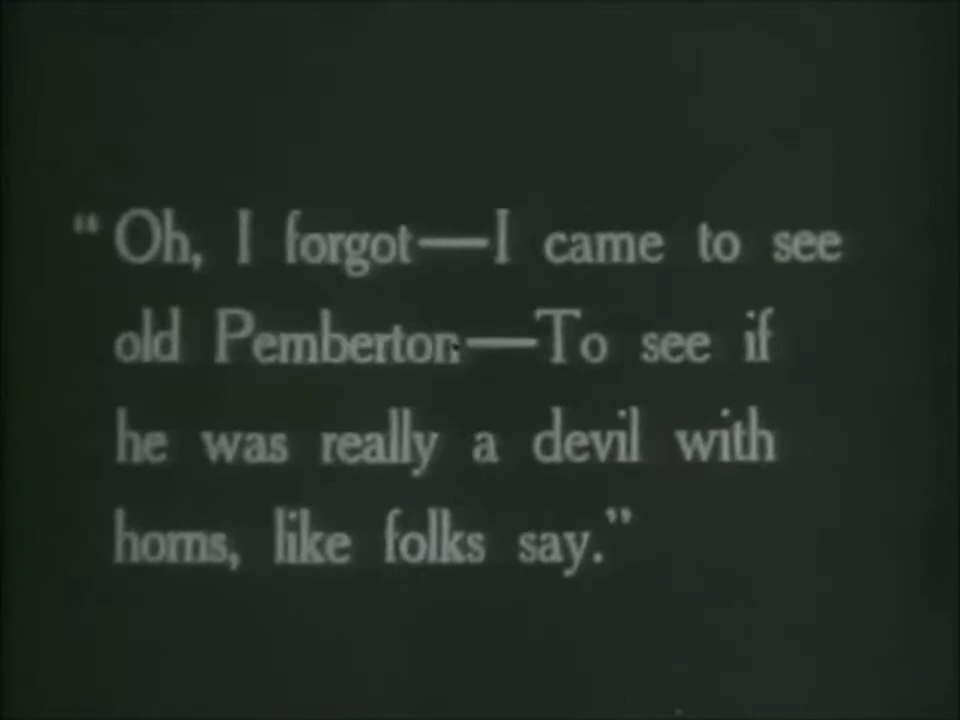 “Oh, I forgot—I came to see
old Pemberton—To see if
he was really a devil with
horns, like folks say.”